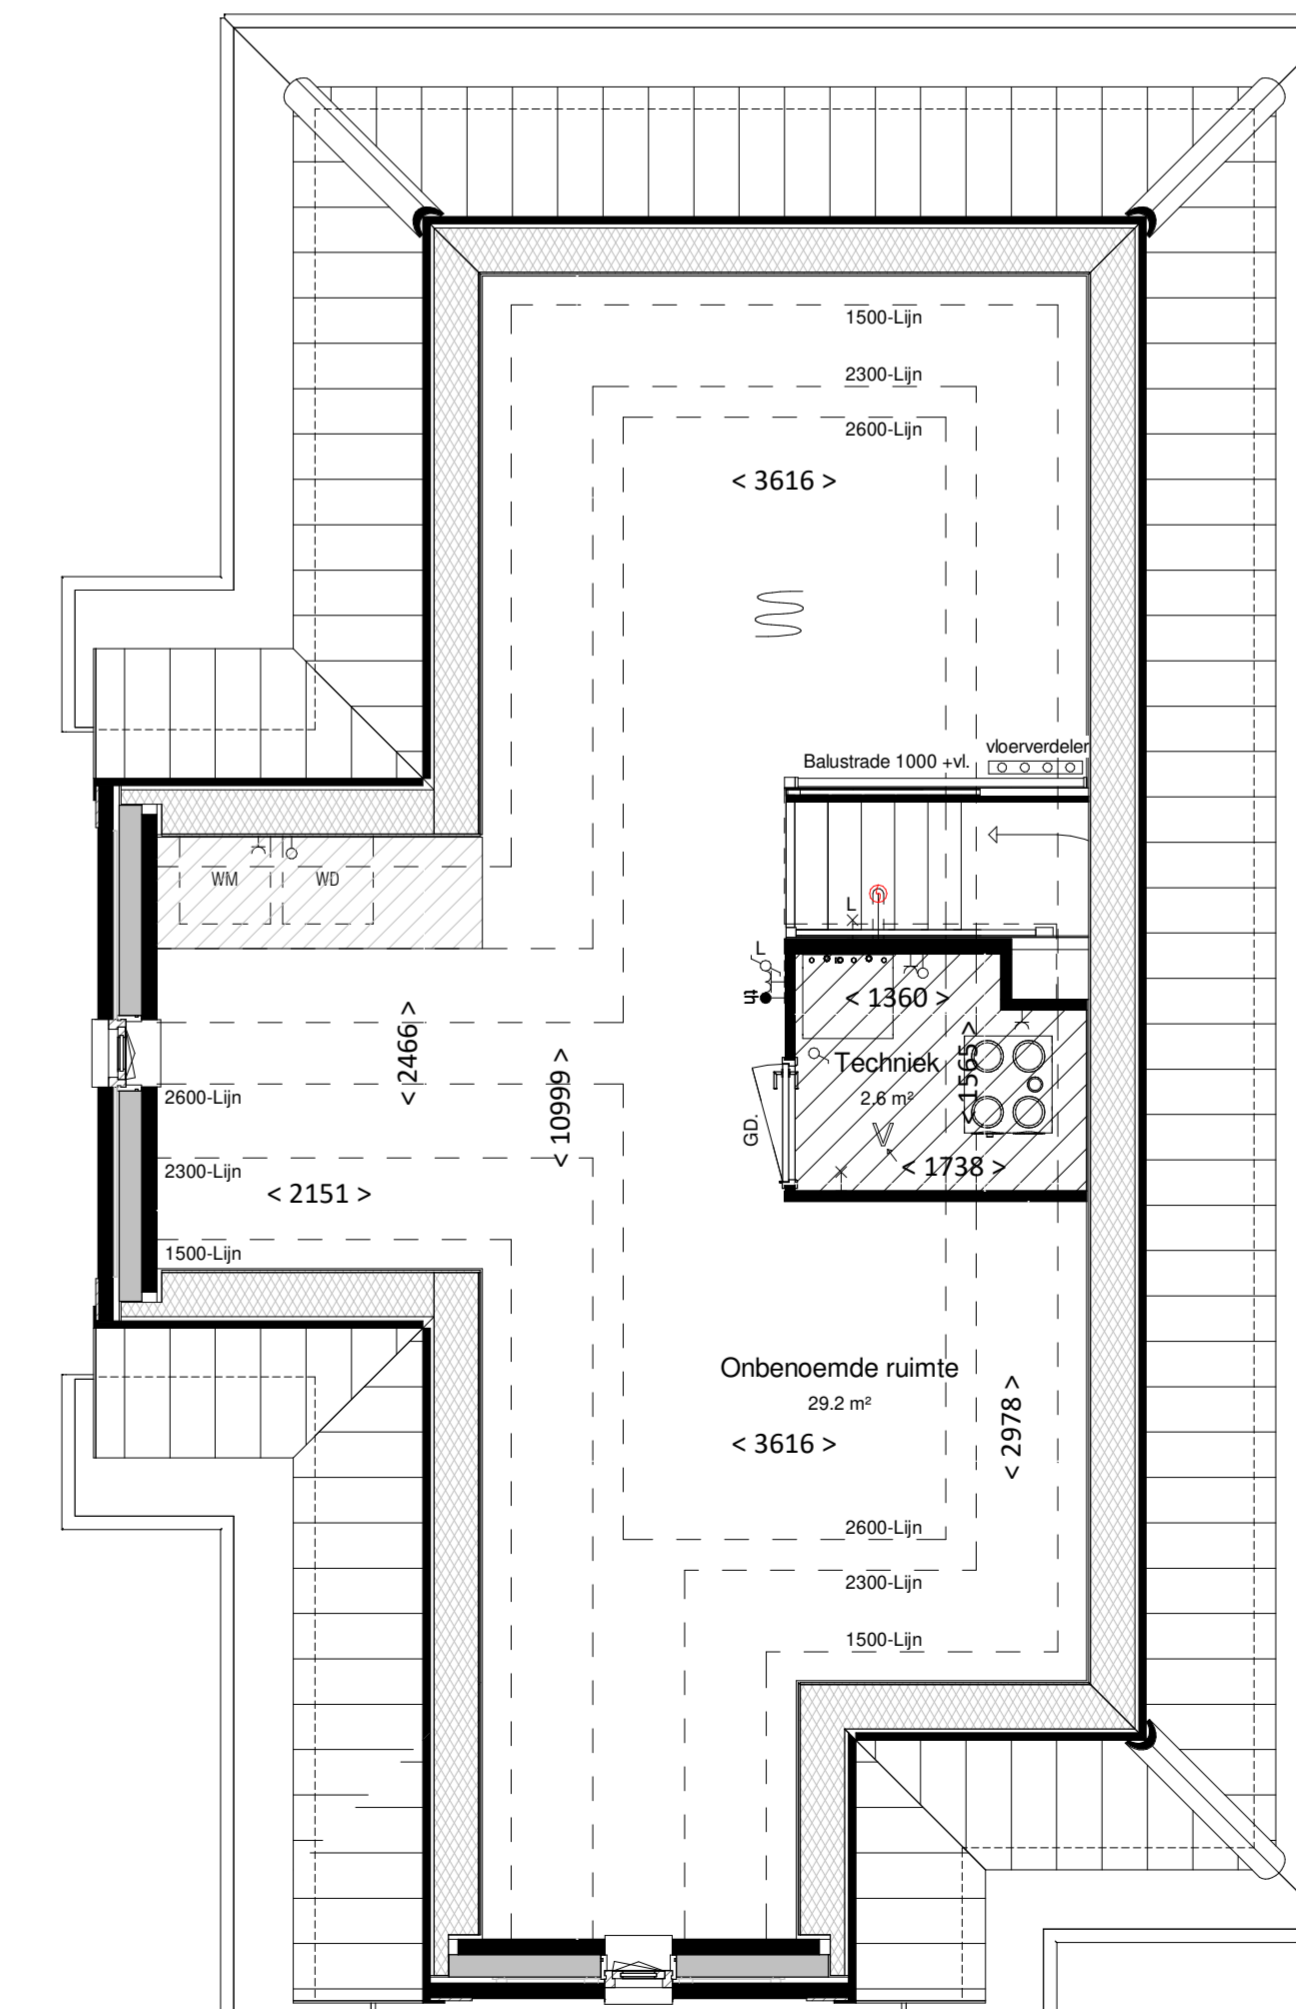 1500-Lijn
2300-Lijn
2600-Lijn
< 3616 >
Balustrade 1000 +vl.
vloerverdeler
WM
WD
L
L
th
< 1360 >
< 2466 >
< 10999 >
< 1565 >
Techniek
2.6 m²
GD.
V
< 1738 >
2600-Lijn
2300-Lijn
< 2151 >
1500-Lijn
Onbenoemde ruimte
29.2 m²
< 3616 >
< 2978 >
2600-Lijn
2300-Lijn
1500-Lijn